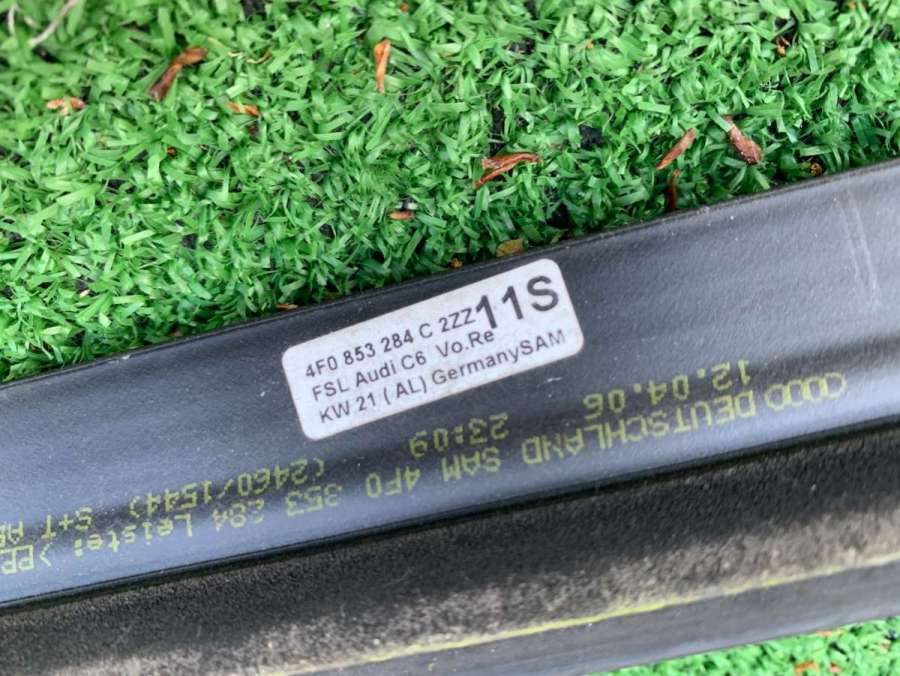 4F0 853 284 C 2ZZ 11S
FSL Audi C6 Vo.Re
KW 21 ( AL) GermanySAM
DEUTSCHLAND SAM 4F0 853 284 Leiste:
12.04.06 23:09 (2460/1544) S+T